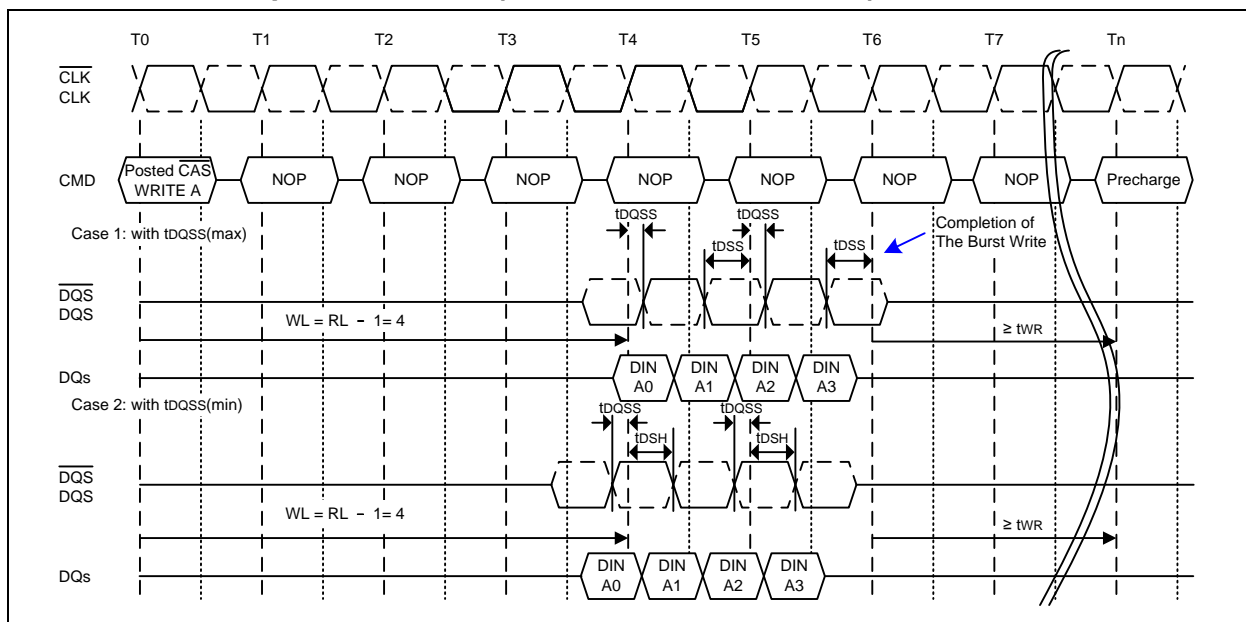 T0 T1 T2 T3 T4 T5 T6 T7 Tn
CLK
CLK
CMD
Posted CAS
WRITE A
NOP NOP NOP NOP NOP NOP NOP Precharge
Case 1: with tDQSS(max)
tDQSS tDQSS
tDSS tDSS
Completion of
The Burst Write
DQS
DQS
WL = RL - 1= 4
≥ tWR
DQs
DIN
A0
DIN
A1
DIN
A2
DIN
A3
Case 2: with tDQSS(min)
tDQSS tDQSS
tDSH tDSH
DQS
DQS
WL = RL - 1= 4
≥ tWR
DQs
DIN
A0
DIN
A1
DIN
A2
DIN
A3